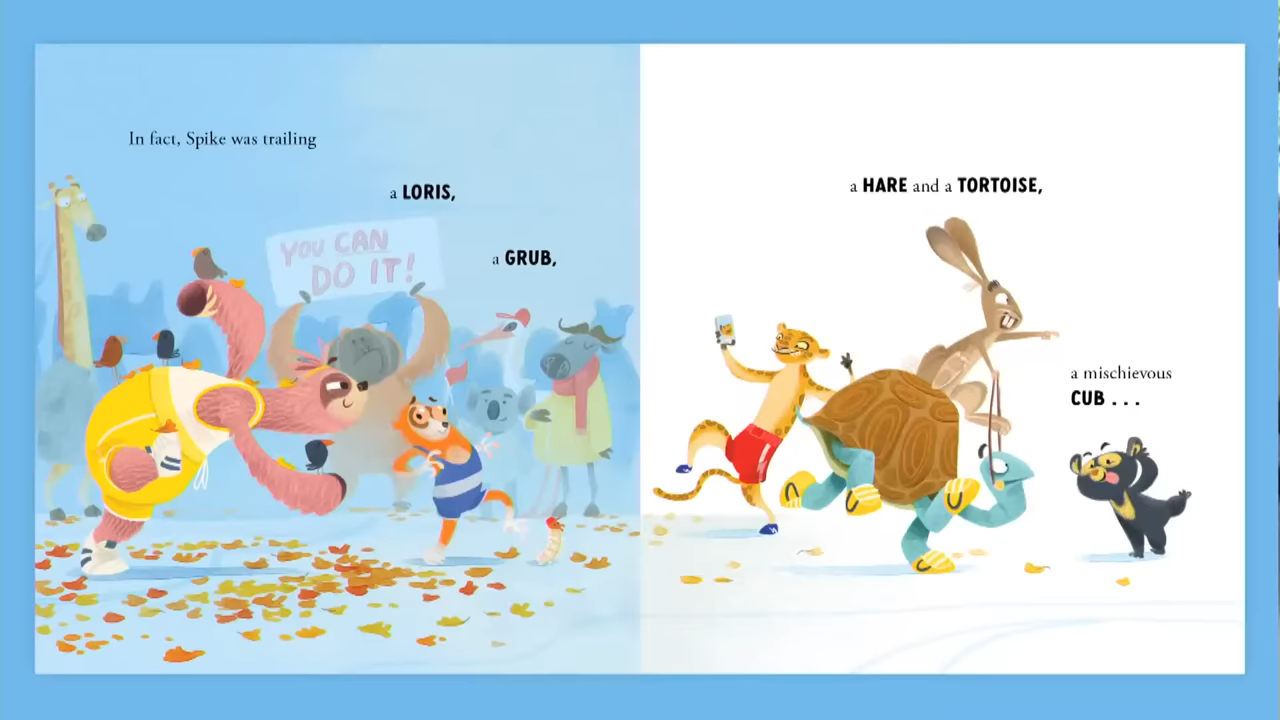 In fact, Spike was trailing
a LORIS,
a GRUB,
YOU CAN
DO IT!
a HARE and a TORTOISE,
a mischievous
CUB . . .